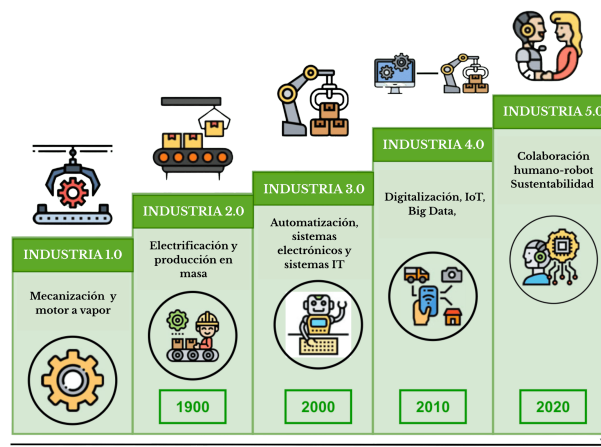 INDUSTRIA 1.0
Mecanización y
motor a vapor
INDUSTRIA 2.0
Electrificación y
producción en
masa
1900
INDUSTRIA 3.0
Automatización,
sistemas
electrónicos y
sistemas IT
2000
INDUSTRIA 4.0
Digitalización, IoT,
Big Data,
2010
INDUSTRIA 5.0
Colaboración
humano-robot
Sustentabilidad
2020